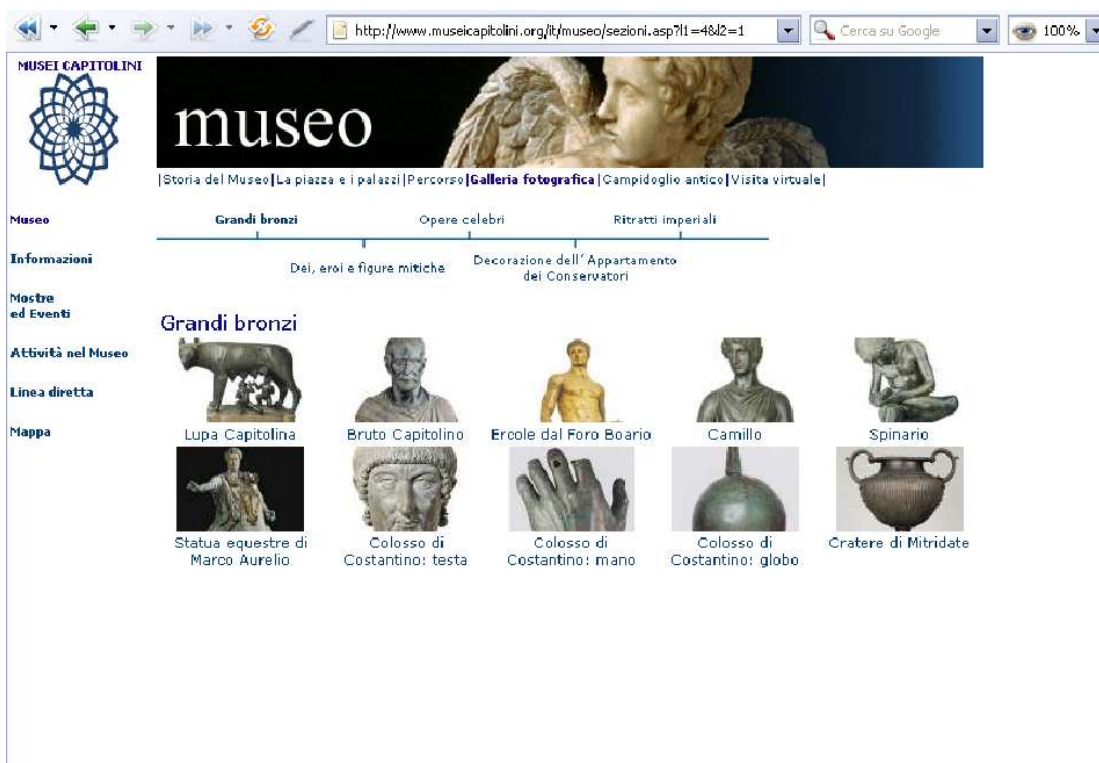 http://www.museicapitolini.org/it/museo/sezioni.asp?l1=4&l2=1
Cerca su Google
100%
MUSEI CAPITOLINI
museo
|Storia del Museo|La piazza e i palazzi|Percorso|Galleria fotografica|Campidoglio antico|Visita virtuale|
Museo
Informazioni
Mostre
ed Eventi
Attività nel Museo
Linea diretta
Mappa
Grandi bronzi
Opere celebri
Ritratti imperiali
Dei, eroi e figure mitiche
Decorazione dell'Appartamento
dei Conservatori
Grandi bronzi
Lupa Capitolina
Bruto Capitolino
Ercole dal Foro Boario
Camillo
Spinario
Statua equestre di
Marco Aurelio
Colosso di
Costantino: testa
Colosso di
Costantino: mano
Colosso di
Costantino: globo
Cratere di Mitridate